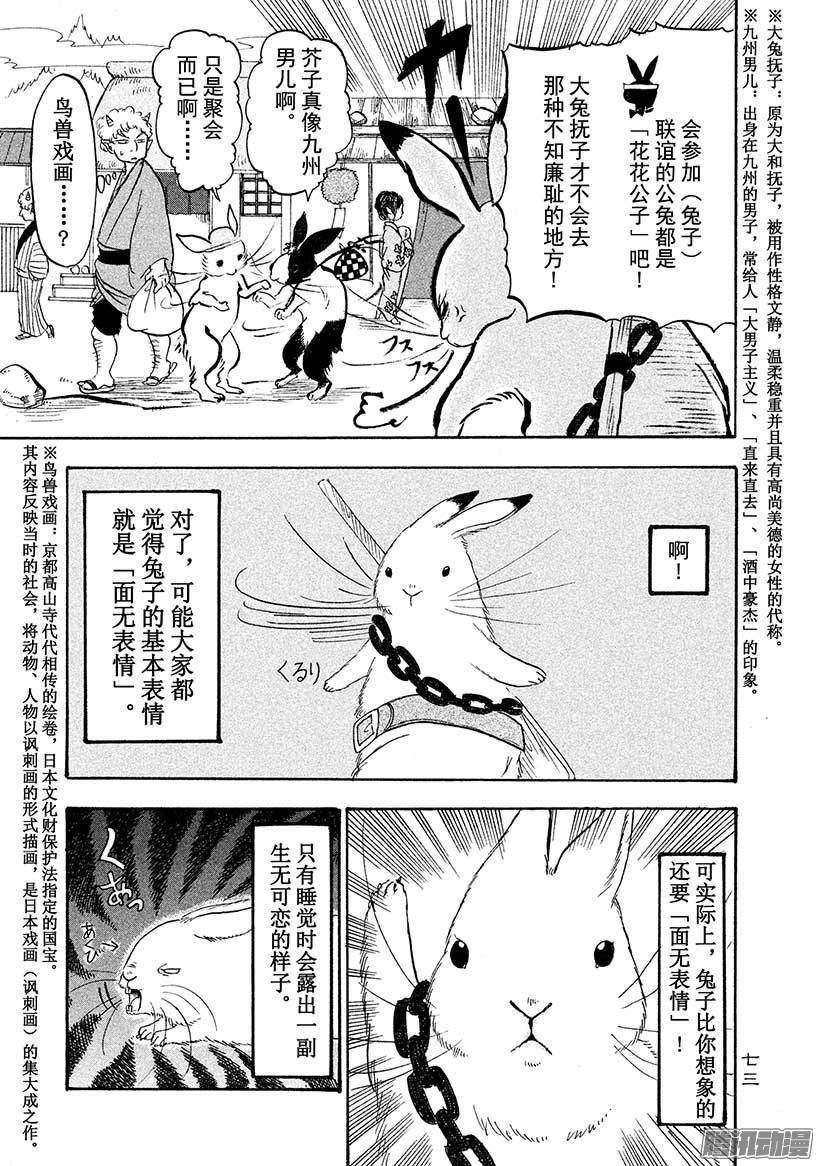 ※大兔抚子：原为大和抚子，被用作性格文静，温柔稳重并且具有高尚美德的女性的代称。
※九州男儿：出身在九州的男子，常给人「大男子主义」、「直来直去」、「酒中豪杰」的印象。
会参加（兔子）
联谊的公兔都是
「花花公子」吧！
大兔抚子才不会去
那种不知廉耻的地方！
ダッ
芥子真像九州
男儿啊。
只是聚会
而已啊……
鸟兽戏画……？
フス
フス
啊！
くるり
对了，可能大家都
觉得兔子的基本表情
就是「面无表情」。
可实际上，兔子比你想象的
还要「面无表情」！
只有睡觉时会露出一副
生无可恋的样子。
くあっ
あくび
※鸟兽戏画：京都高山寺代代相传的绘卷，日本文化财保护法指定的国宝。
其内容反映当时的社会，将动物、人物以讽刺画的形式描画，是日本戏画（讽刺画）的集大成之作。
七三
腾讯动漫